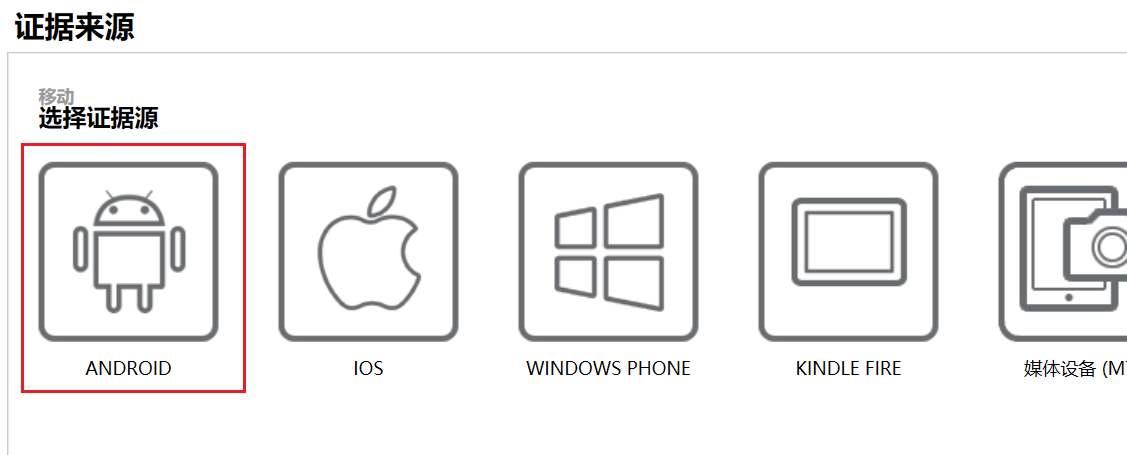 证据来源
移动
选择证据源
ANDROID
IOS
WINDOWS PHONE
KINDLE FIRE
媒体设备 (MT